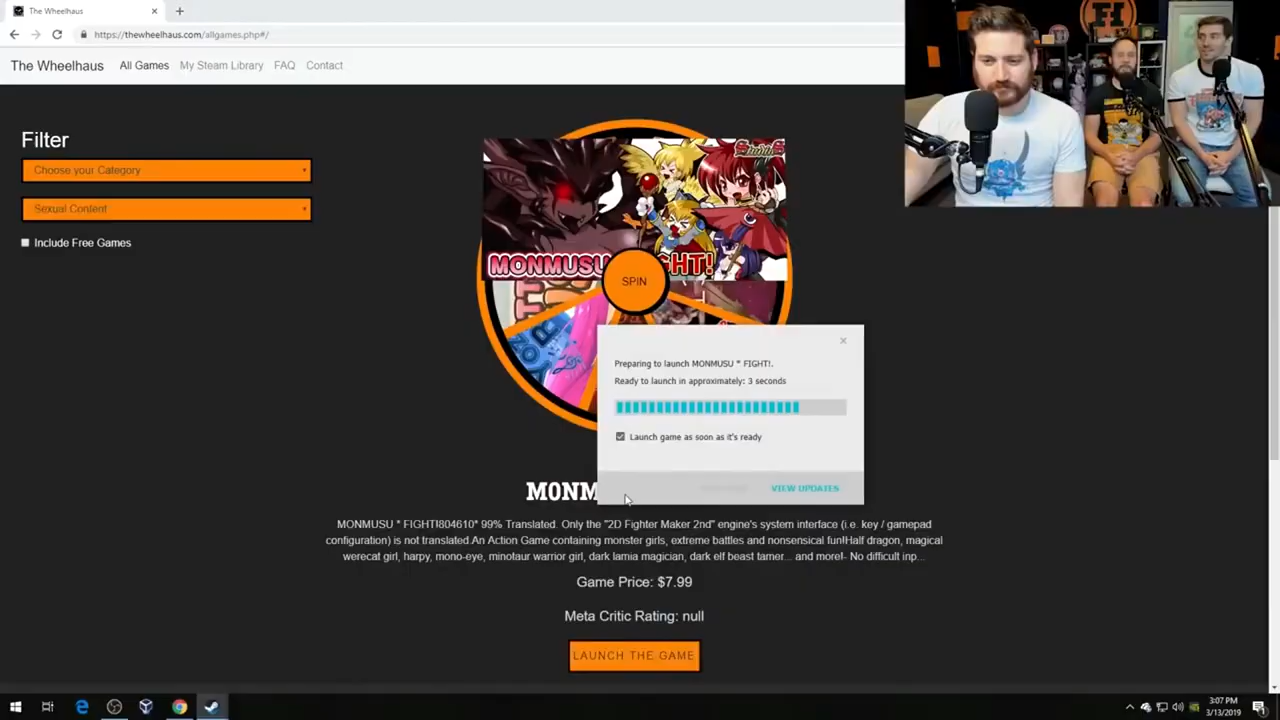 The Wheelhaus
https://thewheelhaus.com/allgames.php#/
The Wheelhaus
All Games
My Steam Library
FAQ
Contact
Filter
Choose your Category
Sexual Content
Include Free Games
MONMUSU
GHT!
SPIN
Preparing to launch MONMUSU * FIGHT!.
Ready to launch in approximately: 3 seconds
Launch game as soon as it's ready
VIEW UPDATES
MONM
MONMUSU * FIGHT!804610* 99% Translated. Only the "2D Fighter Maker 2nd" engine's system interface (i.e. key / gamepad
configuration) is not translated.An Action Game containing monster girls, extreme battles and nonsensical fun!Half dragon, magical
werecat girl, harpy, mono-eye, minotaur warrior girl, dark lamia magician, dark elf beast tamer... and more!- No difficult inp...
Game Price: $7.99
Meta Critic Rating: null
LAUNCH THE GAME
3:07 PM
3/13/2019